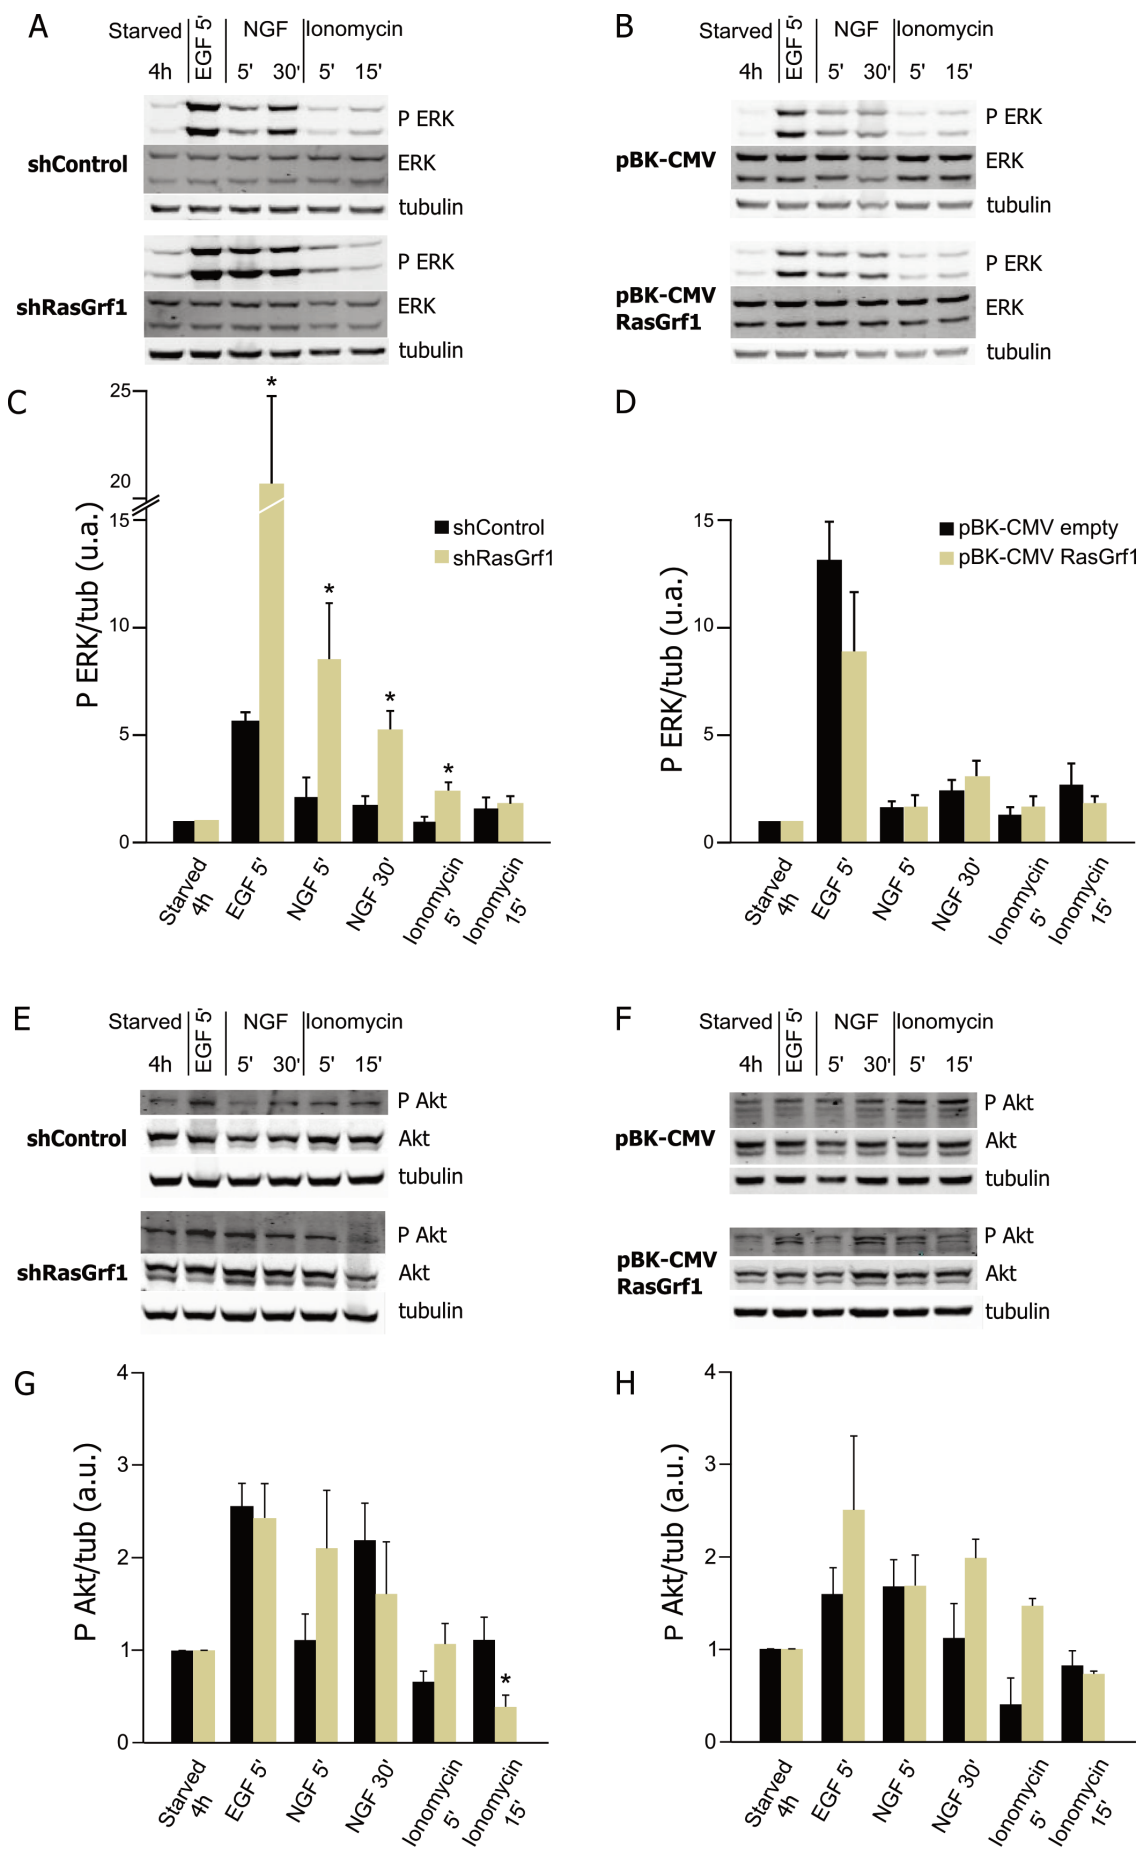 A
Starved EGF 5' NGF Ionomycin
4h 5' 30' 5' 15'
P ERK
shControl ERK
tubulin
P ERK
shRasGrf1 ERK
tubulin
B
Starved EGF 5' NGF Ionomycin
4h 5' 30' 5' 15'
P ERK
pBK-CMV ERK
tubulin
P ERK
pBK-CMV
RasGrf1
ERK
tubulin
C
P ERK/tub (u.a.)
25
20
15
10
5
0
* * * *
shControl
shRasGrf1
Starved
4h
EGF 5'
NGF 5'
NGF 30'
Ionomycin
5'
Ionomycin
15'
D
P ERK/tub (u.a.)
15
10
5
0
pBK-CMV empty
pBK-CMV RasGrf1
Starved
4h
EGF 5'
NGF 5'
NGF 30'
Ionomycin
5'
Ionomycin
15'
E
Starved EGF 5' NGF Ionomycin
4h 5' 30' 5' 15'
P Akt
shControl Akt
tubulin
P Akt
shRasGrf1 Akt
tubulin
F
Starved EGF 5' NGF Ionomycin
4h 5' 30' 5' 15'
P Akt
pBK-CMV Akt
tubulin
P Akt
pBK-CMV
RasGrf1
Akt
tubulin
G
P Akt/tub (a.u.)
4
3
2
1
0
*
Starved
4h
EGF 5'
NGF 5'
NGF 30'
Ionomycin
5'
Ionomycin
15'
H
P Akt/tub (a.u.)
4
3
2
1
0
Starved
4h
EGF 5'
NGF 5'
NGF 30'
Ionomycin
5'
Ionomycin
15'